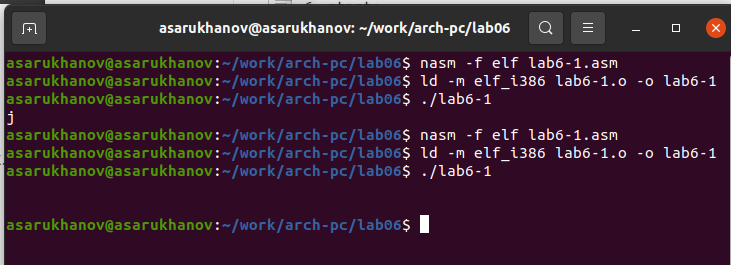 asarukhanov@asarukhanov: ~/work/arch-pc/lab06
asarukhanov@asarukhanov:~/work/arch-pc/lab06$ nasm -f elf lab6-1.asm
asarukhanov@asarukhanov:~/work/arch-pc/lab06$ ld -m elf_i386 lab6-1.o -o lab6-1
asarukhanov@asarukhanov:~/work/arch-pc/lab06$ ./lab6-1
j
asarukhanov@asarukhanov:~/work/arch-pc/lab06$ nasm -f elf lab6-1.asm
asarukhanov@asarukhanov:~/work/arch-pc/lab06$ ld -m elf_i386 lab6-1.o -o lab6-1
asarukhanov@asarukhanov:~/work/arch-pc/lab06$ ./lab6-1
asarukhanov@asarukhanov:~/work/arch-pc/lab06$